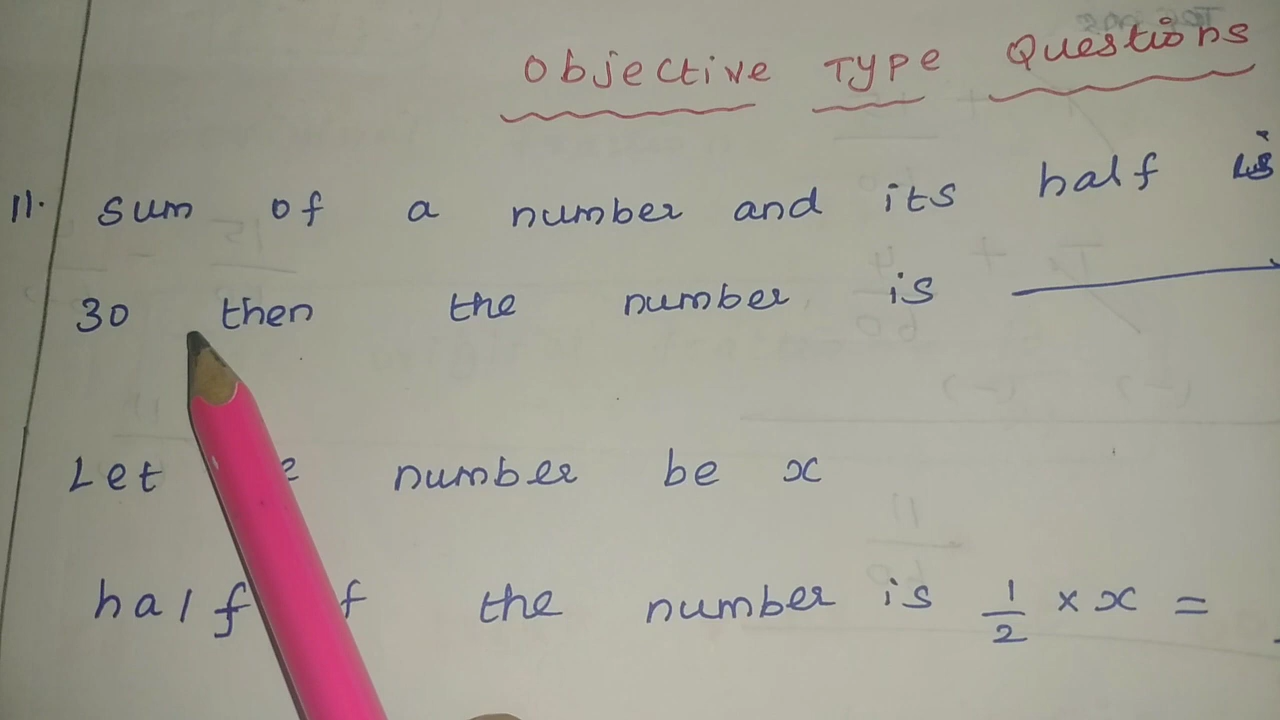 Objective Type Questions
11. sum of a number and its half is
30 then the number is
Let number be x
half the number is 1/2 × x =